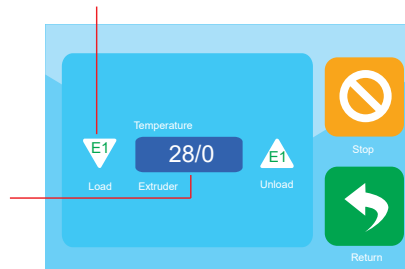 Temperature
E1
28/0
E1
Load
Extruder
Unload
Stop
Return